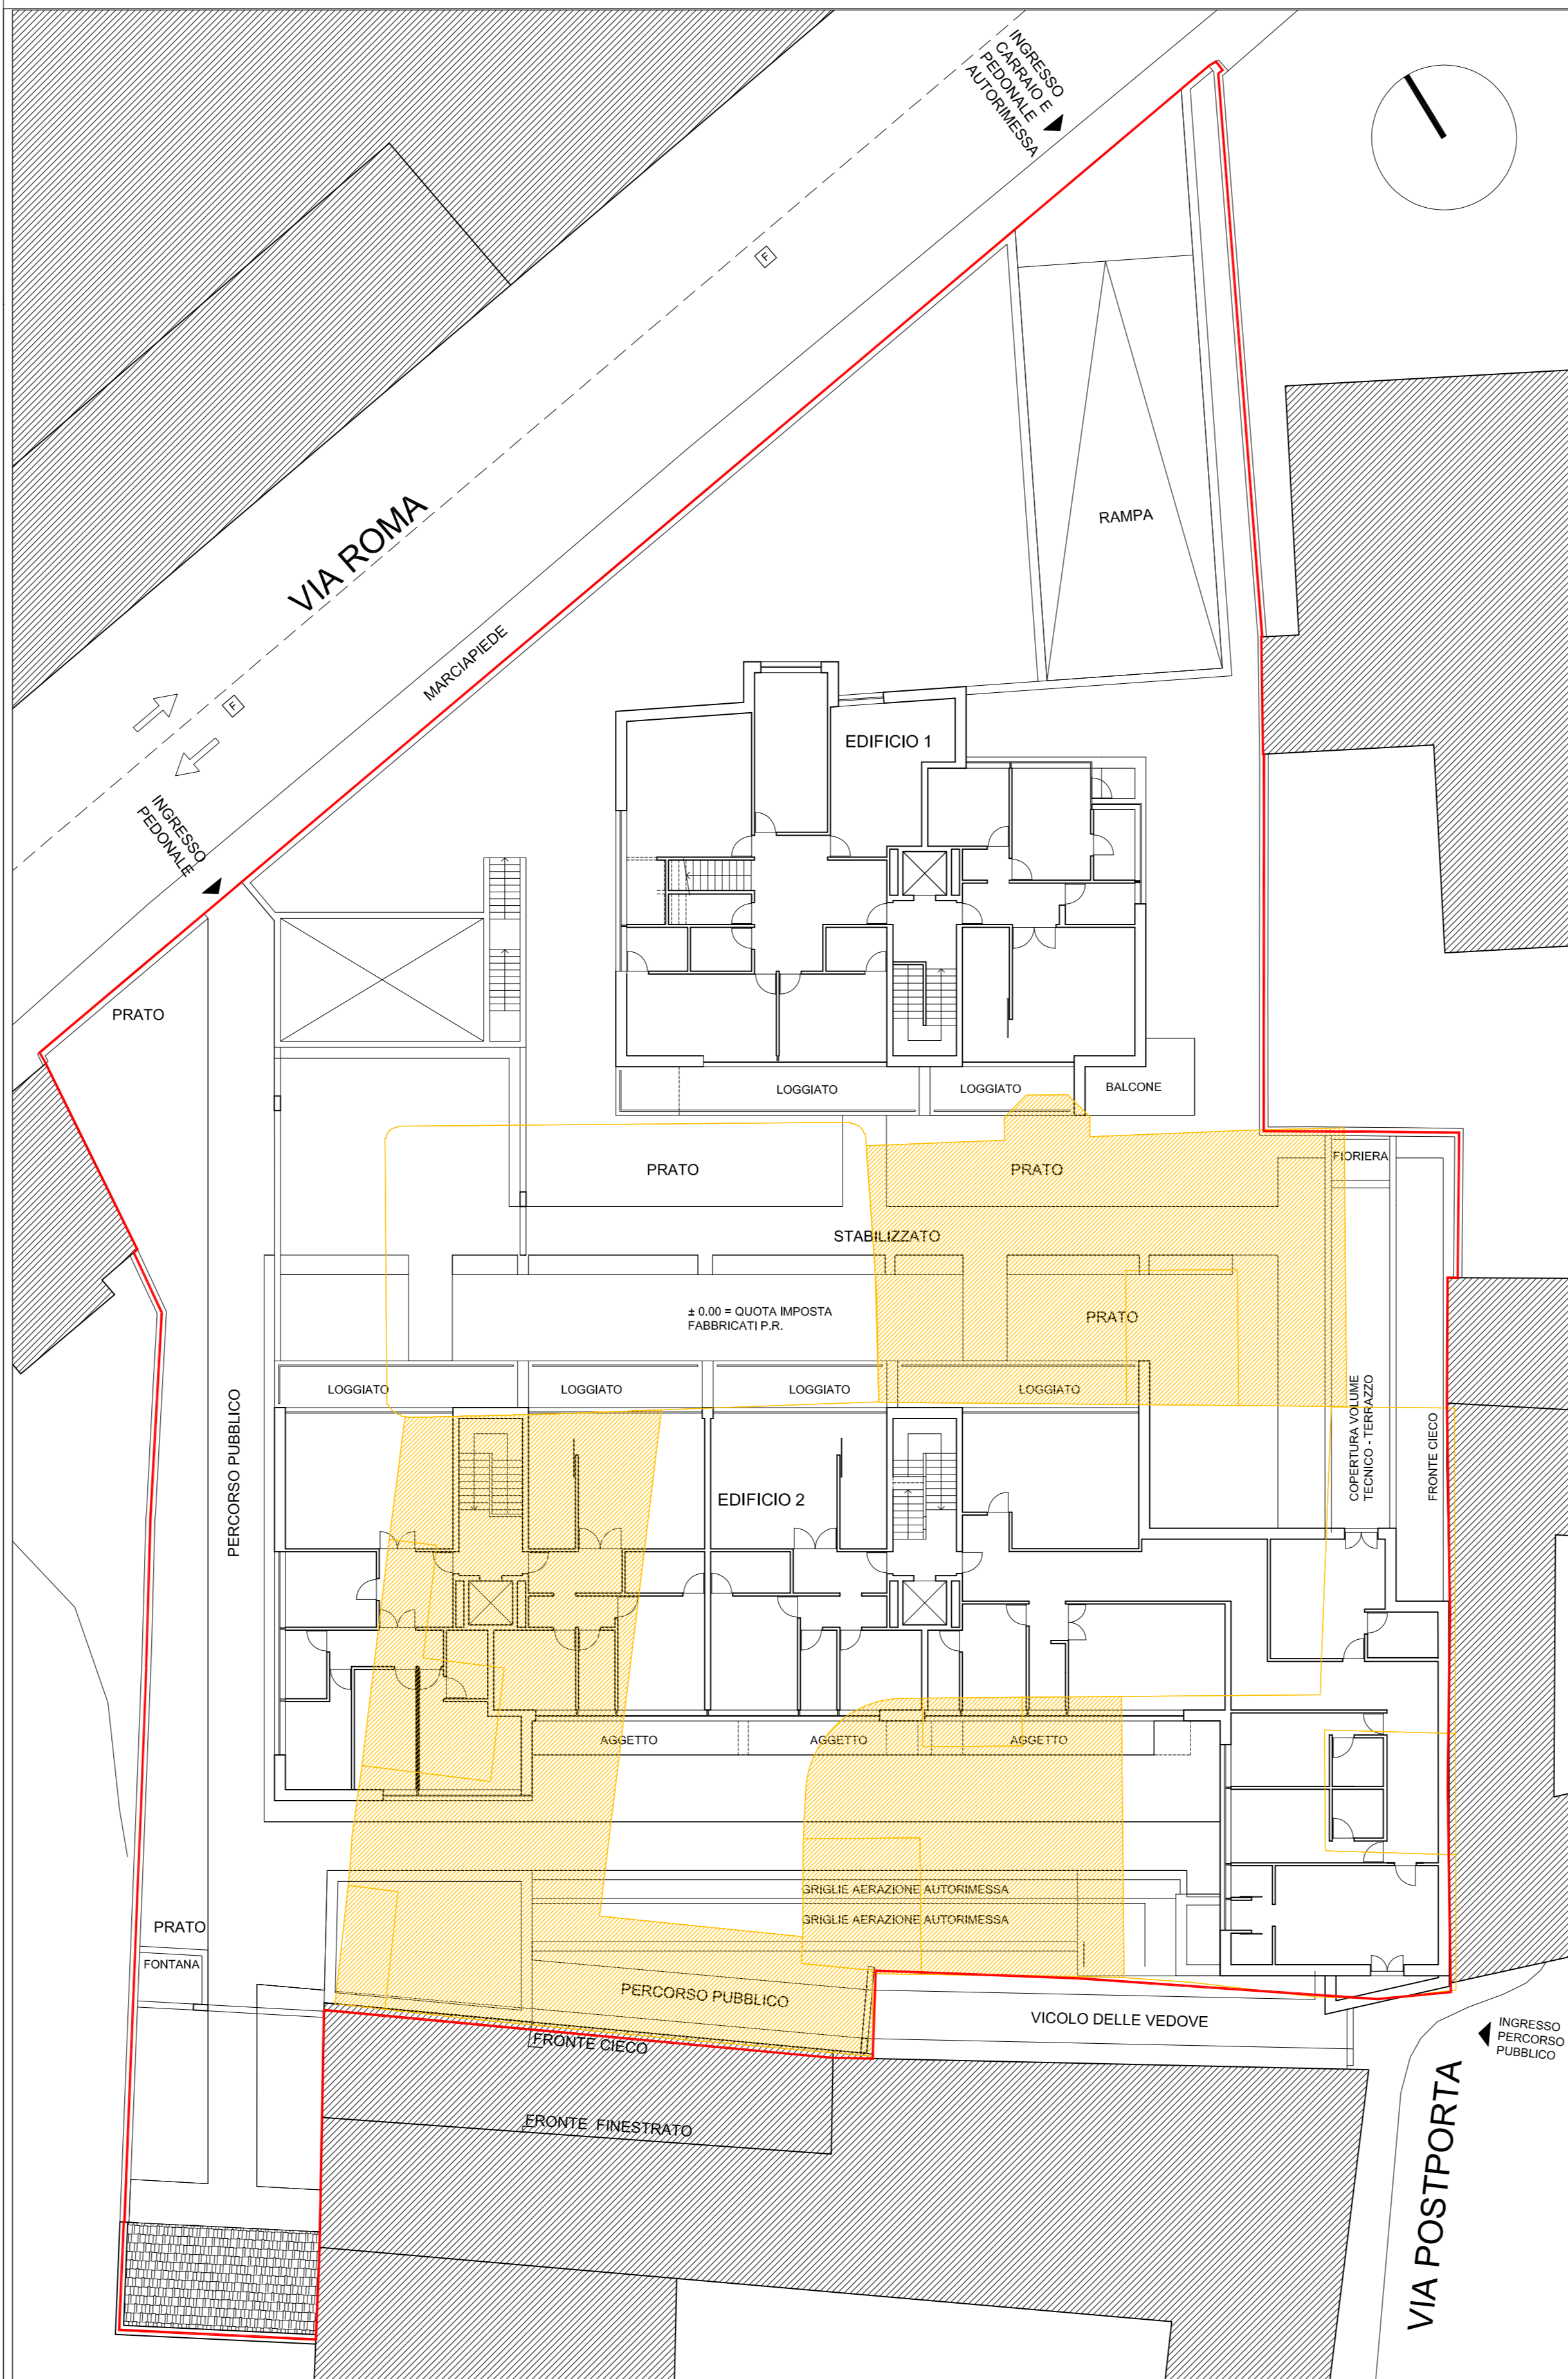 INGRESSO
CARRAIO E
PEDONALE
AUTORIMESSA
F
RAMPA
VIA ROMA
MARCIAPIEDE
F
EDIFICIO 1
INGRESSO
PEDONALE
PRATO
LOGGIATO
LOGGIATO
BALCONE
PRATO
PRATO
FIORIERA
STABILIZZATO
± 0.00 = QUOTA IMPOSTA
FABBRICATI P.R.
PRATO
LOGGIATO
LOGGIATO
LOGGIATO
LOGGIATO
PERCORSO PUBBLICO
COPERTURA VOLUME
TECNICO - TERRAZZO
FRONTE CIECO
EDIFICIO 2
AGGETTO
AGGETTO
AGGETTO
GRIGLIE AERAZIONE AUTORIMESSA
GRIGLIE AERAZIONE AUTORIMESSA
PRATO
FONTANA
PERCORSO PUBBLICO
VICOLO DELLE VEDOVE
INGRESSO
PERCORSO
PUBBLICO
FRONTE CIECO
FRONTE FINESTRATO
VIA POSTPORTA